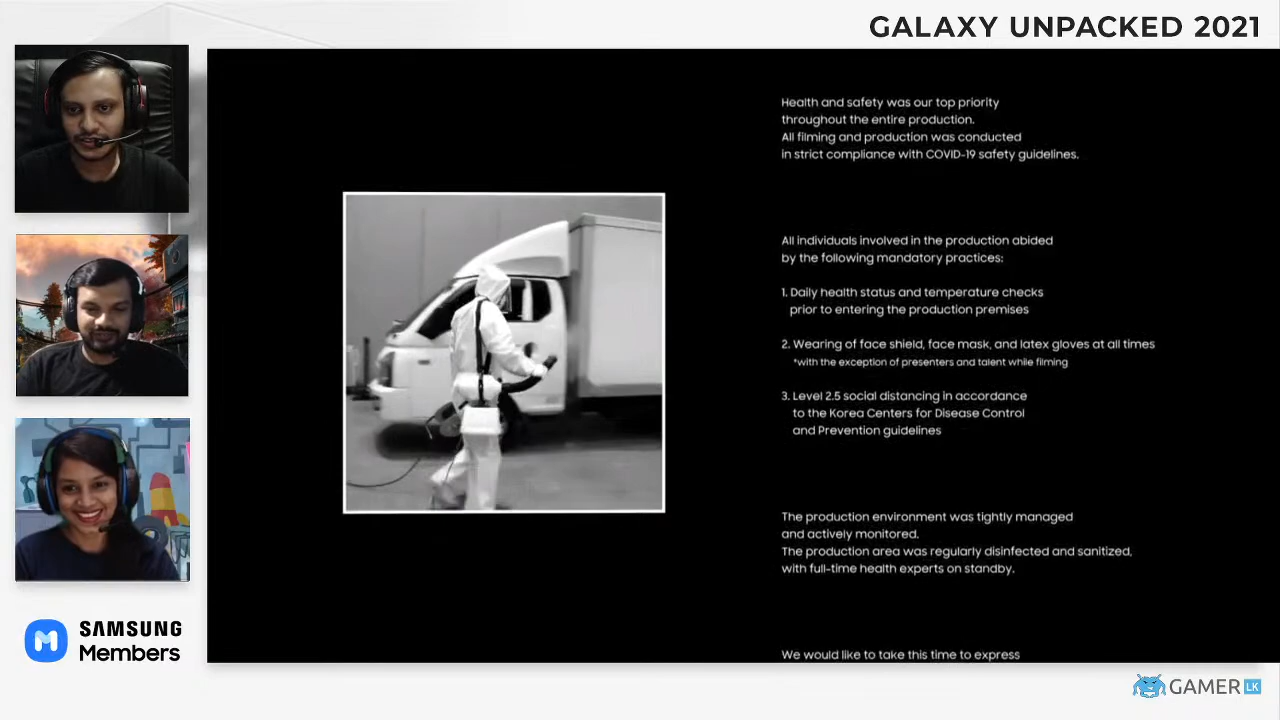 GALAXY UNPACKED 2021
Health and safety was our top priority
throughout the entire production.
All filming and production was conducted
in strict compliance with COVID-19 safety guidelines.
All individuals involved in the production abided
by the following mandatory practices:
1. Daily health status and temperature checks
prior to entering the production premises
2. Wearing of face shield, face mask, and latex gloves at all times
*with the exception of presenters and talent while filming
3. Level 2.5 social distancing in accordance
to the Korea Centers for Disease Control
and Prevention guidelines
The production environment was tightly managed
and actively monitored.
The production area was regularly disinfected and sanitized,
with full-time health experts on standby.
We would like to take this time to express
SAMSUNG
Members
GAMER LK